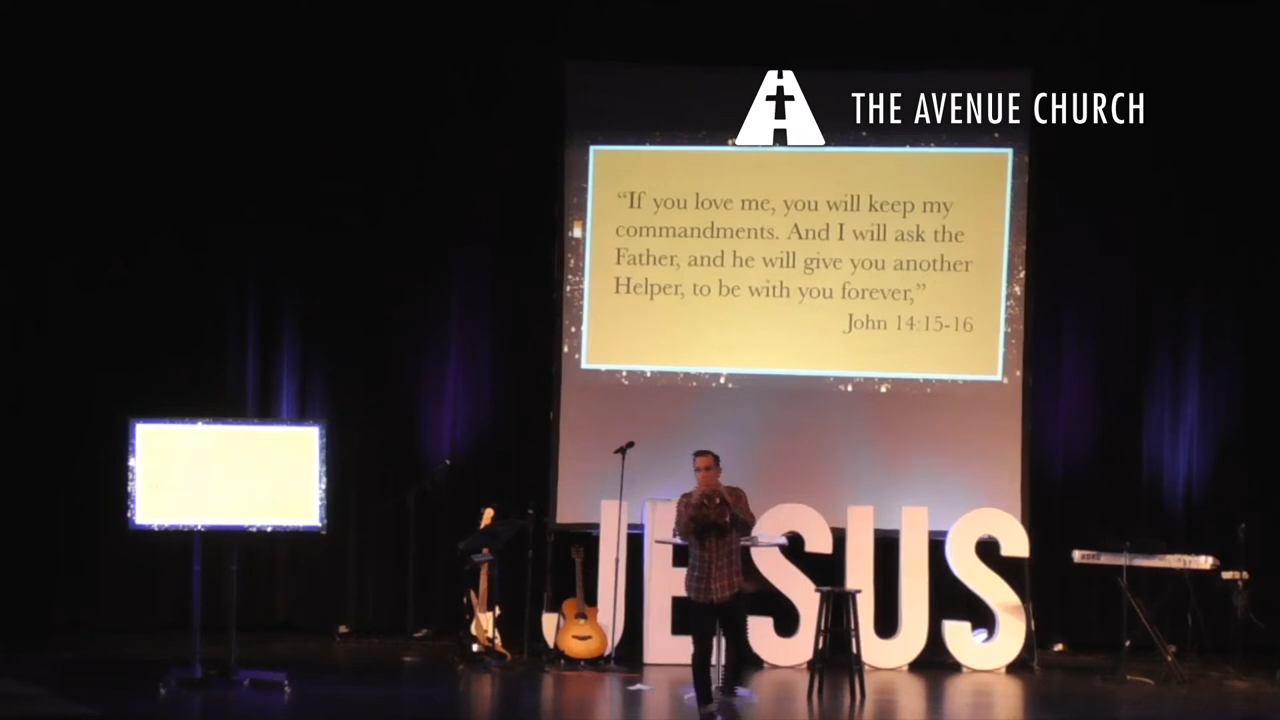 THE AVENUE CHURCH
“If you love me, you will keep my
commandments. And I will ask the
Father, and he will give you another
Helper, to be with you forever,”
John 14:15-16
JESUS
KORG